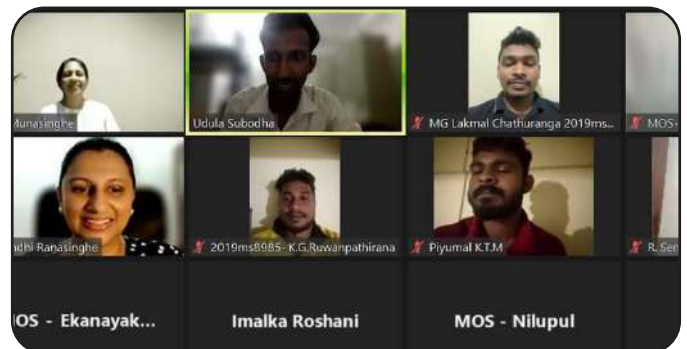 Munasinghe
Udula Subodha
MG Lakmal Chathuranga 2019ms...
MOS-
dhi Ranasinghe
2019ms8985- K.G.Ruwanpathirana
Piyumal K.T.M
R. Sen
OS - Ekanayak...
Imalka Roshani
MOS - Nilupul